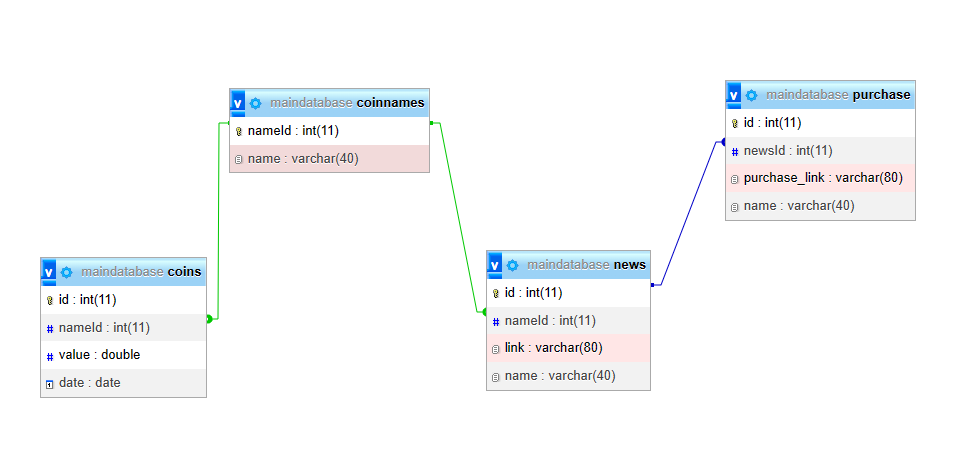 v maindatabase coinnames
nameId : int(11)
name : varchar(40)
v maindatabase purchase
id : int(11)
# newsId : int(11)
purchase_link : varchar(80)
name : varchar(40)
v maindatabase coins
id : int(11)
# nameId : int(11)
# value : double
date : date
v maindatabase news
id : int(11)
# nameId : int(11)
link : varchar(80)
name : varchar(40)